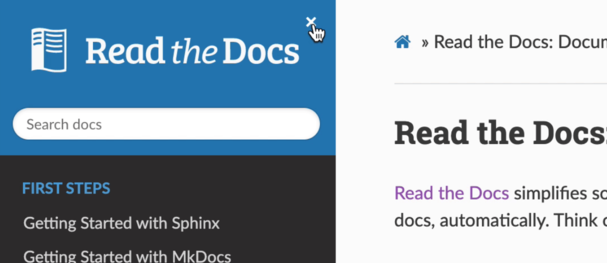 Read the Docs
Search docs
FIRST STEPS
Getting Started with Sphinx
Getting Started with MkDocs
» Read the Docs: Docum
Read the Docs:
Read the Docs simplifies so
docs, automatically. Think o